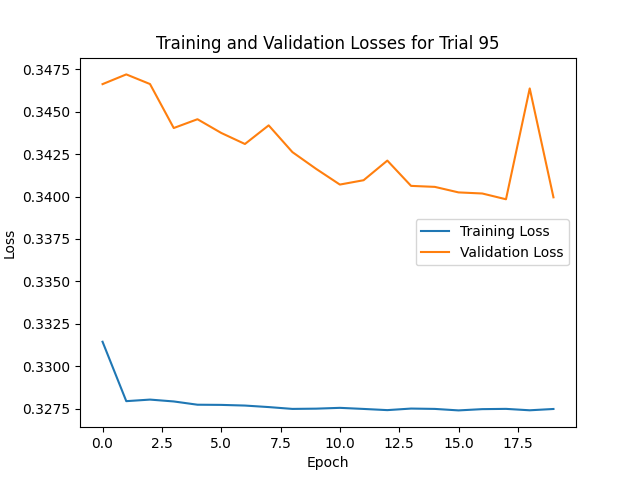 Training and Validation Losses for Trial 95
0.3475
0.3450
0.3425
0.3400
0.3375
0.3350
0.3325
0.3300
0.3275
Loss
Training Loss
Validation Loss
0.0 2.5 5.0 7.5 10.0 12.5 15.0 17.5
Epoch